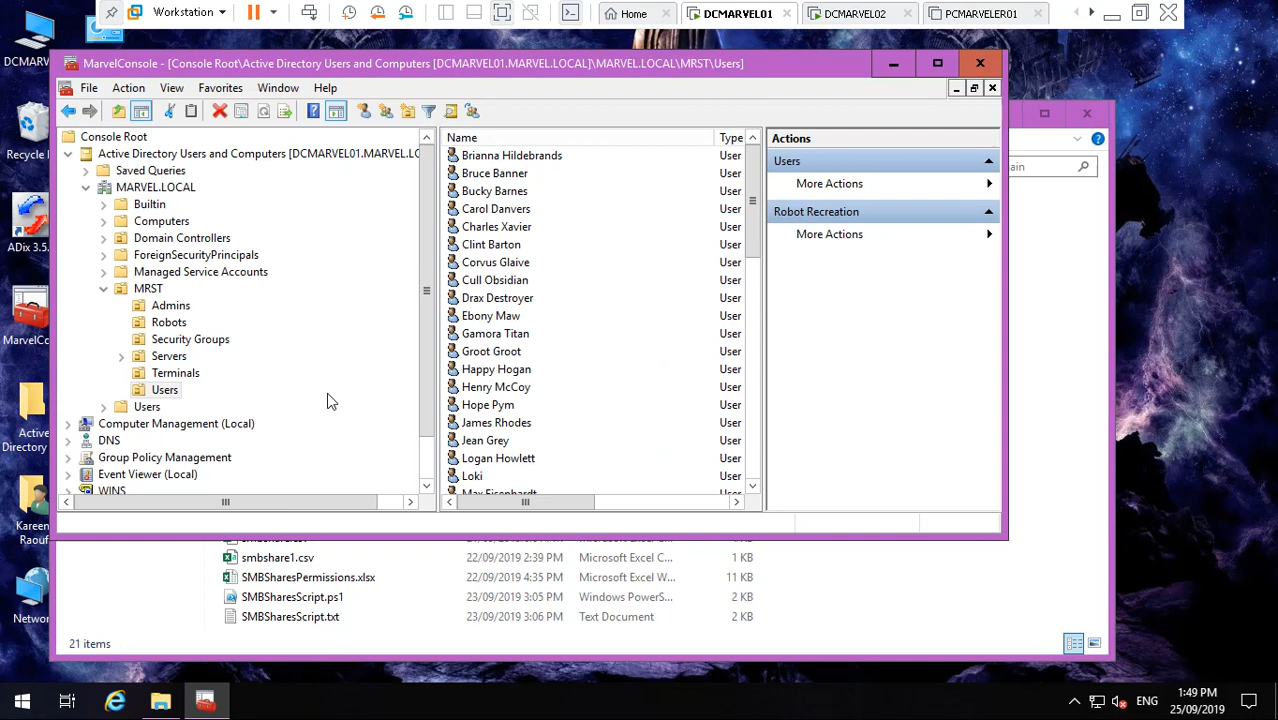 Workstation
Home
DCMARVEL01
DCMARVEL02
PCMARVELER01
DCMAR
MarvelConsole - [Console Root\Active Directory Users and Computers [DCMARVEL01.MARVEL.LOCAL]\MARVEL.LOCAL\MRST\Users]
File Action View Favorites Window Help
Recycle
ADix 3.5.
MarvelCo
Active
Directory
Kareen
Raouf
Network
Console Root
Active Directory Users and Computers [DCMARVEL01.MARVEL.LO
Saved Queries
MARVEL.LOCAL
Builtin
Computers
Domain Controllers
ForeignSecurityPrincipals
Managed Service Accounts
MRST
Admins
Robots
Security Groups
Servers
Terminals
Users
Users
Computer Management (Local)
DNS
Group Policy Management
Event Viewer (Local)
WINS
Name Type
Brianna Hildebrands User
Bruce Banner User
Bucky Barnes User
Carol Danvers User
Charles Xavier User
Clint Barton User
Corvus Glaive User
Cull Obsidian User
Drax Destroyer User
Ebony Maw User
Gamora Titan User
Groot Groot User
Happy Hogan User
Henry McCoy User
Hope Pym User
James Rhodes User
Jean Grey User
Logan Howlett User
Loki User
Max Eisenhardt User
Actions
Users
More Actions
Robot Recreation
More Actions
ain
smbshare1.csv 22/09/2019 2:39 PM Microsoft Excel C... 1 KB
SMBSharesPermissions.xlsx 22/09/2019 4:35 PM Microsoft Excel W... 11 KB
SMBSharesScript.ps1 23/09/2019 3:05 PM Windows PowerS... 2 KB
SMBSharesScript.txt 23/09/2019 3:06 PM Text Document 2 KB
21 items
ENG
1:49 PM
25/09/2019